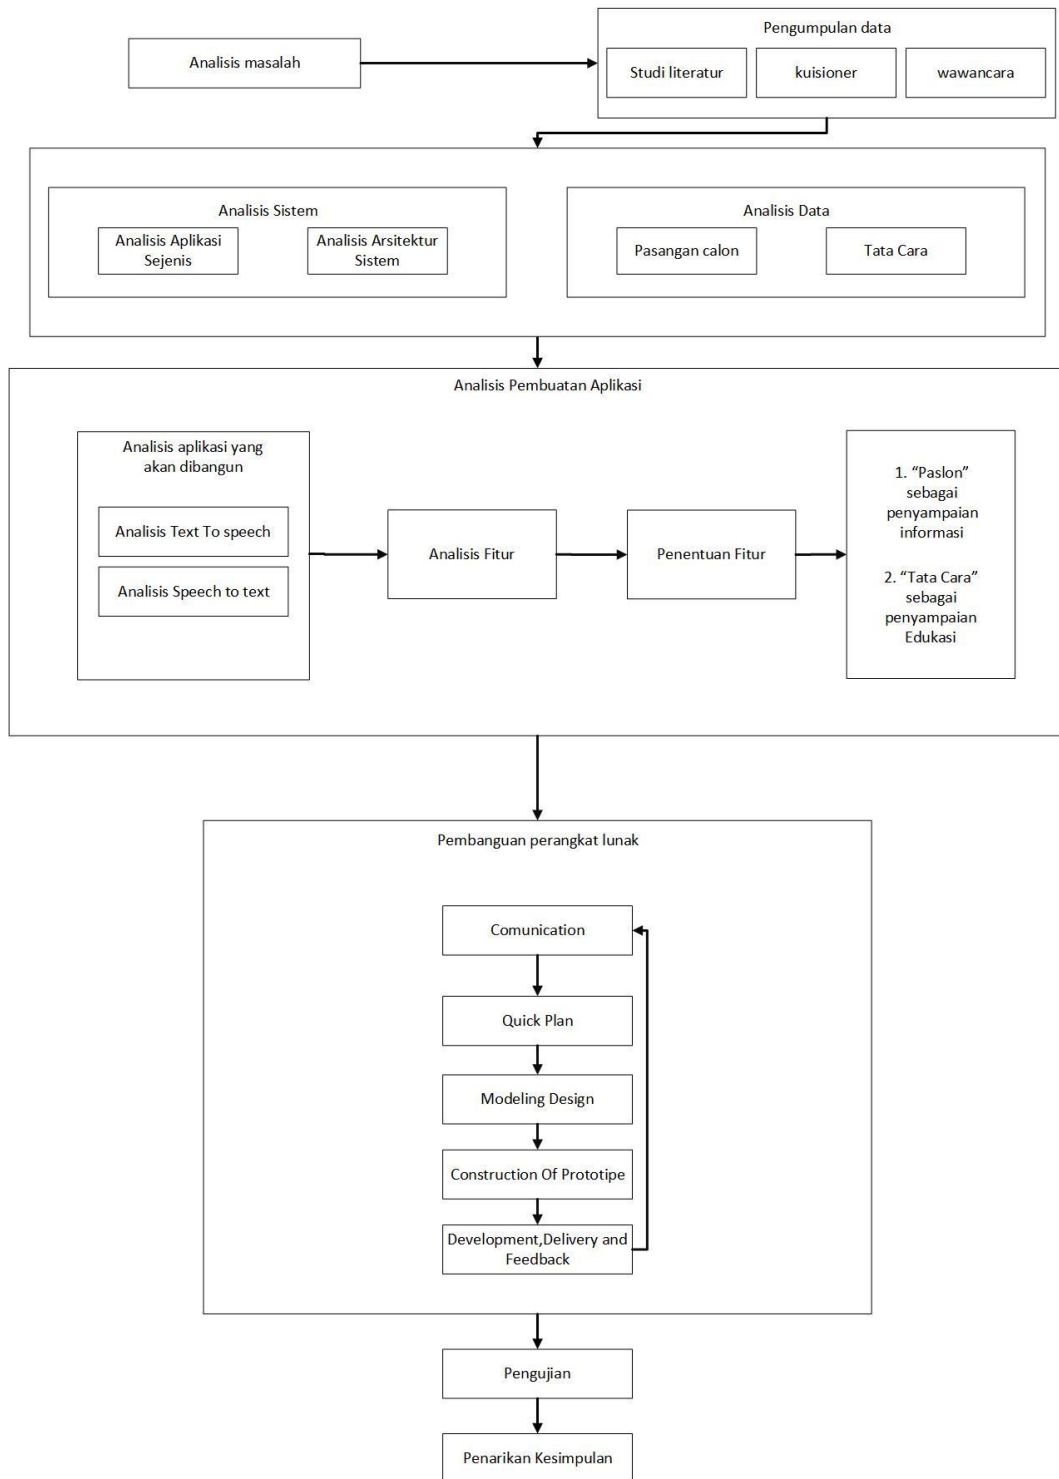 Pengumpulan data
Analisis masalah
Studi literatur
kuisioner
wawancara
Analisis Sistem
Analisis Aplikasi
Sejenis
Analisis Arsitektur
Sistem
Analisis Data
Pasangan calon
Tata Cara
Analisis Pembuatan Aplikasi
Analisis aplikasi yang
akan dibangun
Analisis Text To speech
Analisis Speech to text
Analisis Fitur
Penentuan Fitur
1. “Paslon”
sebagai
penyampaian
informasi
2. “Tata Cara”
sebagai
penyampaian
Edukasi
Pembanguan perangkat lunak
Comunication
Quick Plan
Modeling Design
Construction Of Prototipe
Development,Delivery and
Feedback
Pengujian
Penarikan Kesimpulan